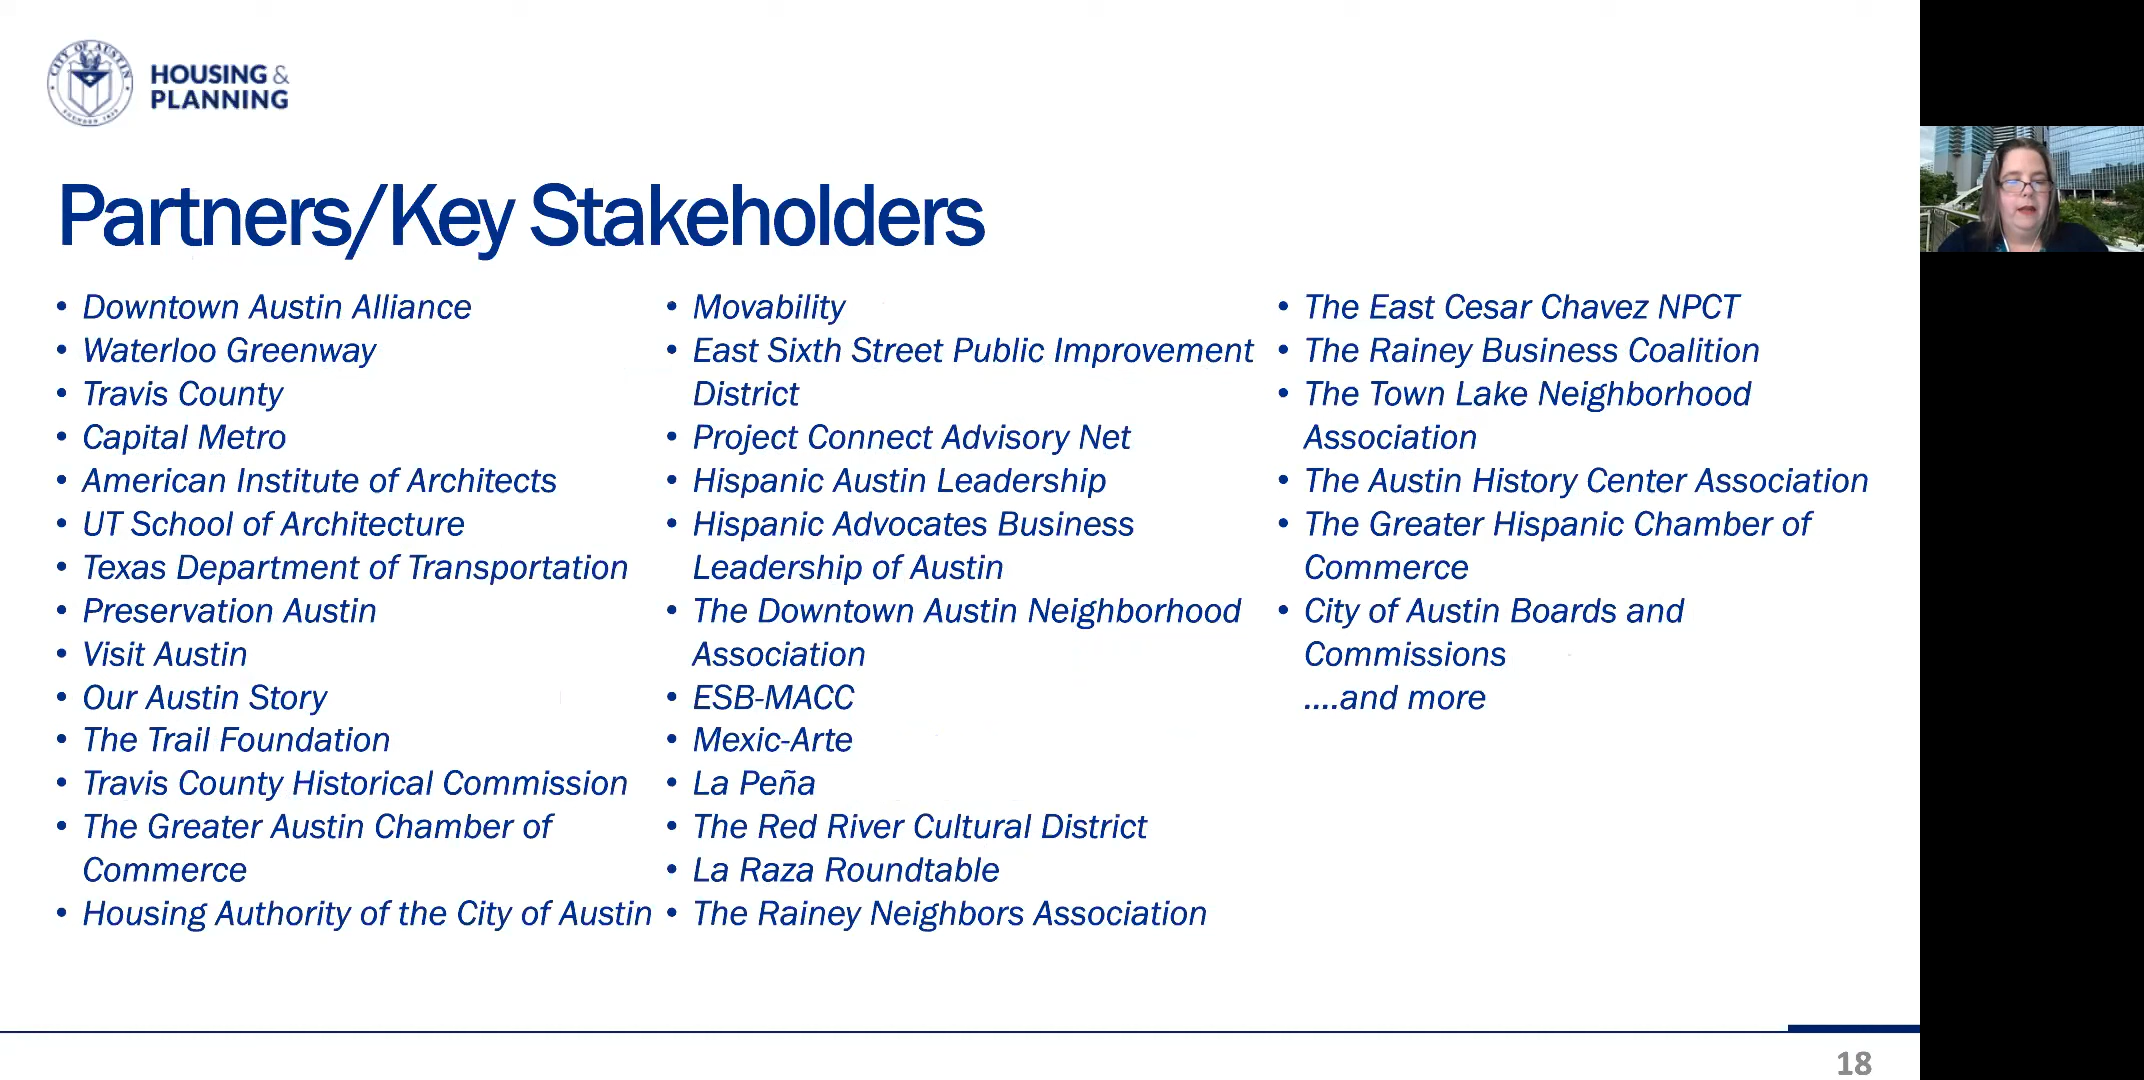 CITY OF AUSTIN
FOUNDED 1839
HOUSING &
PLANNING
Partners/Key Stakeholders
• Downtown Austin Alliance
• Waterloo Greenway
• Travis County
• Capital Metro
• American Institute of Architects
• UT School of Architecture
• Texas Department of Transportation
• Preservation Austin
• Visit Austin
• Our Austin Story
• The Trail Foundation
• Travis County Historical Commission
• The Greater Austin Chamber of
Commerce
• Housing Authority of the City of Austin
• Movability
• East Sixth Street Public Improvement
District
• Project Connect Advisory Net
• Hispanic Austin Leadership
• Hispanic Advocates Business
Leadership of Austin
• The Downtown Austin Neighborhood
Association
• ESB-MACC
• Mexic-Arte
• La Peña
• The Red River Cultural District
• La Raza Roundtable
• The Rainey Neighbors Association
• The East Cesar Chavez NPCT
• The Rainey Business Coalition
• The Town Lake Neighborhood
Association
• The Austin History Center Association
• The Greater Hispanic Chamber of
Commerce
• City of Austin Boards and
Commissions
....and more
18